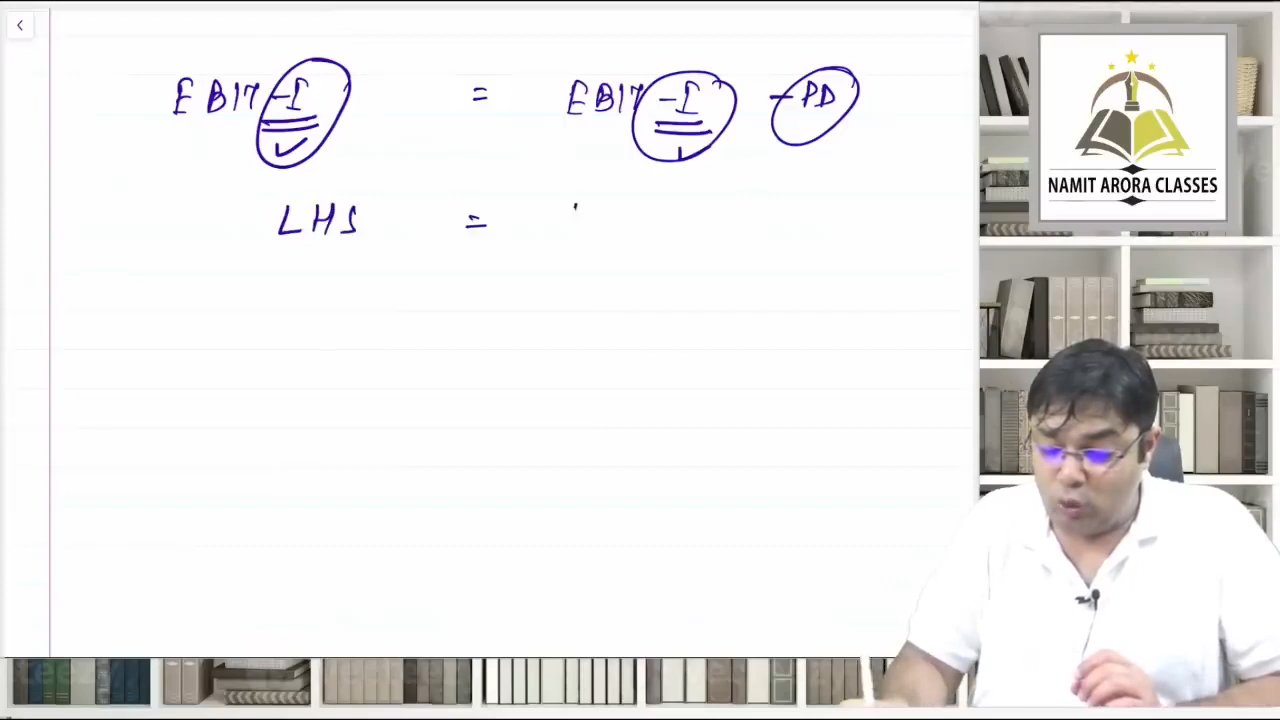 EBIT -I = EBIT -I -PD
LHS =
NAMIT ARORA CLASSES